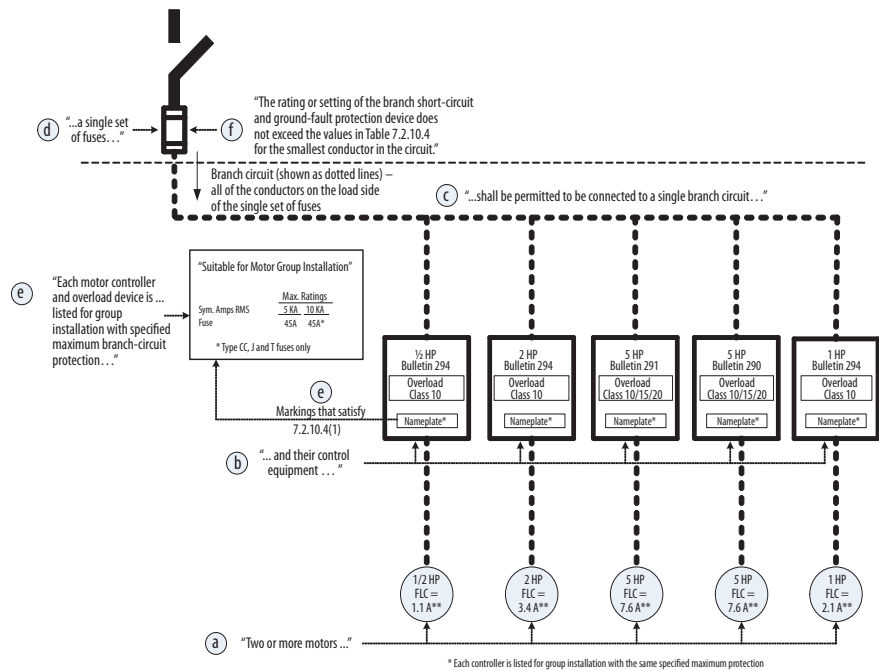 "The rating or setting of the branch short-circuit
and ground-fault protection device does
not exceed the values in Table 7.2.10.4
for the smallest conductor in the circuit."
d
"...a single set
of fuses..."
f
Branch circuit (shown as dotted lines) –
all of the conductors on the load side
of the single set of fuses
c
"...shall be permitted to be connected to a single branch circuit..."
e
"Each motor controller
and overload device is ...
listed for group
installation with specified
maximum branch-circuit
protection..."
"Suitable for Motor Group Installation"
Max. Ratings
Sym. Amps RMS 5 KA 10 KA
Fuse 45A 45A*
* Type CC, J and T fuses only
e
Markings that satisfy
7.2.10.4(1)
½ HP
Bulletin 294
Overload
Class 10
Nameplate*
2 HP
Bulletin 294
Overload
Class 10
Nameplate*
5 HP
Bulletin 291
Overload
Class 10/15/20
Nameplate*
5 HP
Bulletin 290
Overload
Class 10/15/20
Nameplate*
1 HP
Bulletin 294
Overload
Class 10
Nameplate*
b
"... and their control
equipment ... "
1/2 HP
FLC =
1.1 A**
2 HP
FLC =
3.4 A**
5 HP
FLC =
7.6 A**
5 HP
FLC =
7.6 A**
1 HP
FLC =
2.1 A**
a
"Two or more motors ..."
* Each controller is listed for group installation with the same specified maximum protection